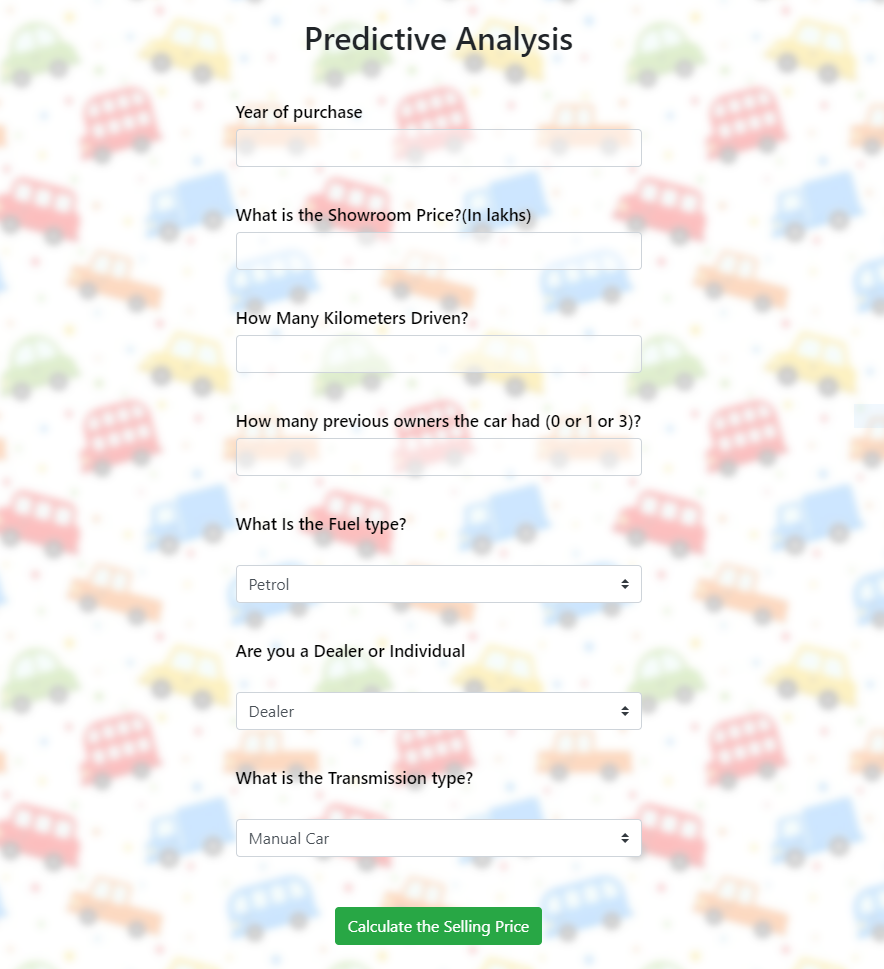 Predictive Analysis
Year of purchase
What is the Showroom Price?(In lakhs)
How Many Kilometers Driven?
How many previous owners the car had (0 or 1 or 3)?
What Is the Fuel type?
Petrol
Are you a Dealer or Individual
Dealer
What is the Transmission type?
Manual Car
Calculate the Selling Price